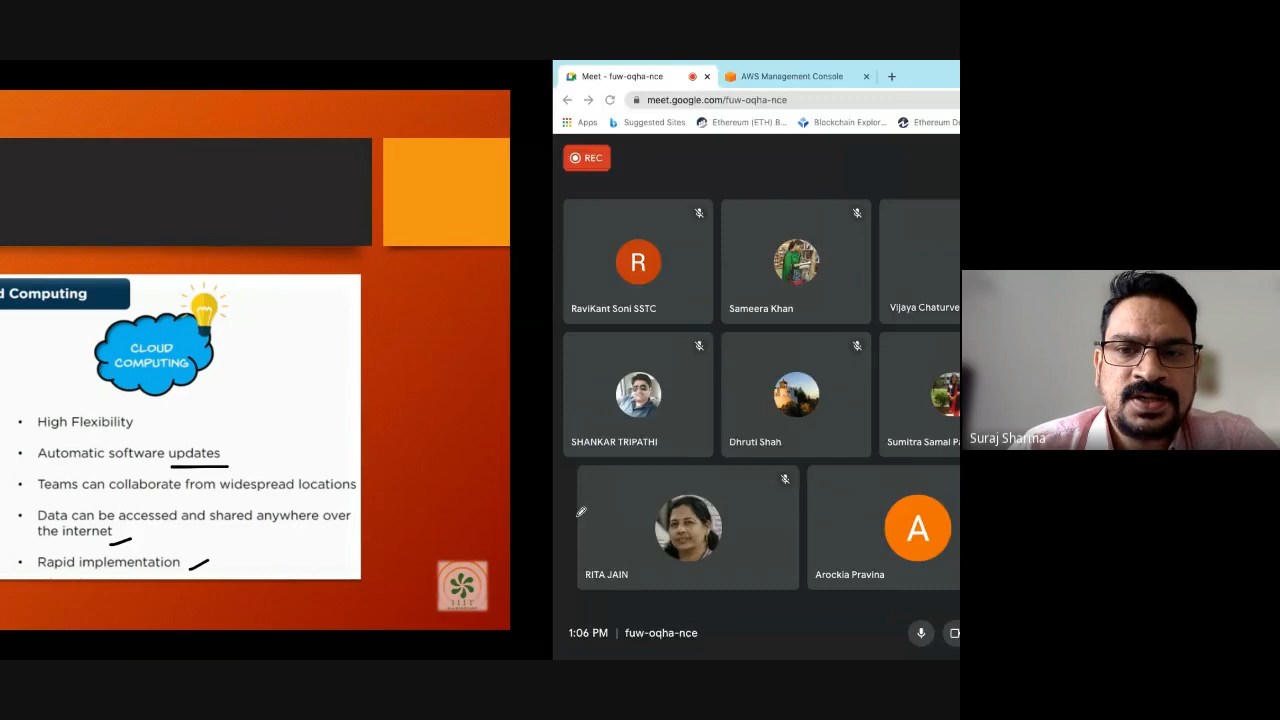 d Computing
CLOUD
COMPUTING
• High Flexibility
• Automatic software updates
• Teams can collaborate from widespread locations
• Data can be accessed and shared anywhere over
the internet
• Rapid implementation
Meet - fuw-oqha-nce
AWS Management Console
meet.google.com/fuw-oqha-nce
Apps
Suggested Sites
Ethereum (ETH) B...
Blockchain Explor...
Ethereum De
REC
R
RaviKant Soni SSTC
Sameera Khan
Vijaya Chaturve
SHANKAR TRIPATHI
Dhruti Shah
Sumitra Samal Pa
RITA JAIN
A
Arockia Pravina
1:06 PM | fuw-oqha-nce
Suraj Sharma